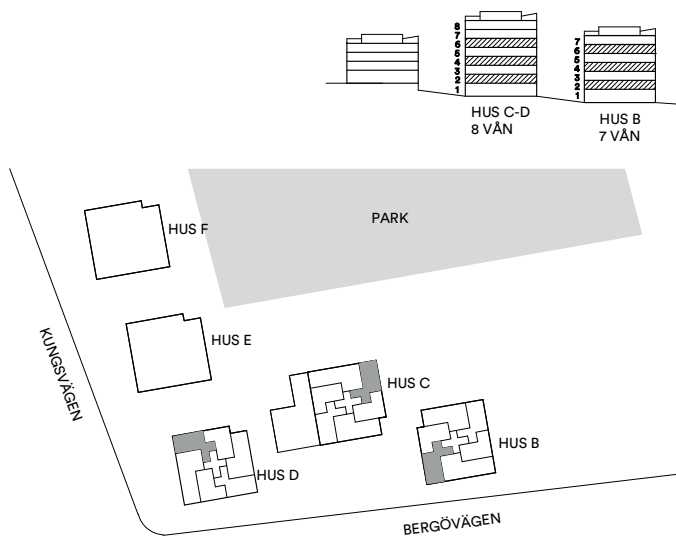 8
7
6
5
4
3
2
1
7
6
5
4
3
2
1
HUS C-D
8 VÅN
HUS B
7 VÅN
PARK
HUS F
HUS E
KUNGSVÄGEN
HUS C
HUS B
HUS D
BERGÖVÄGEN